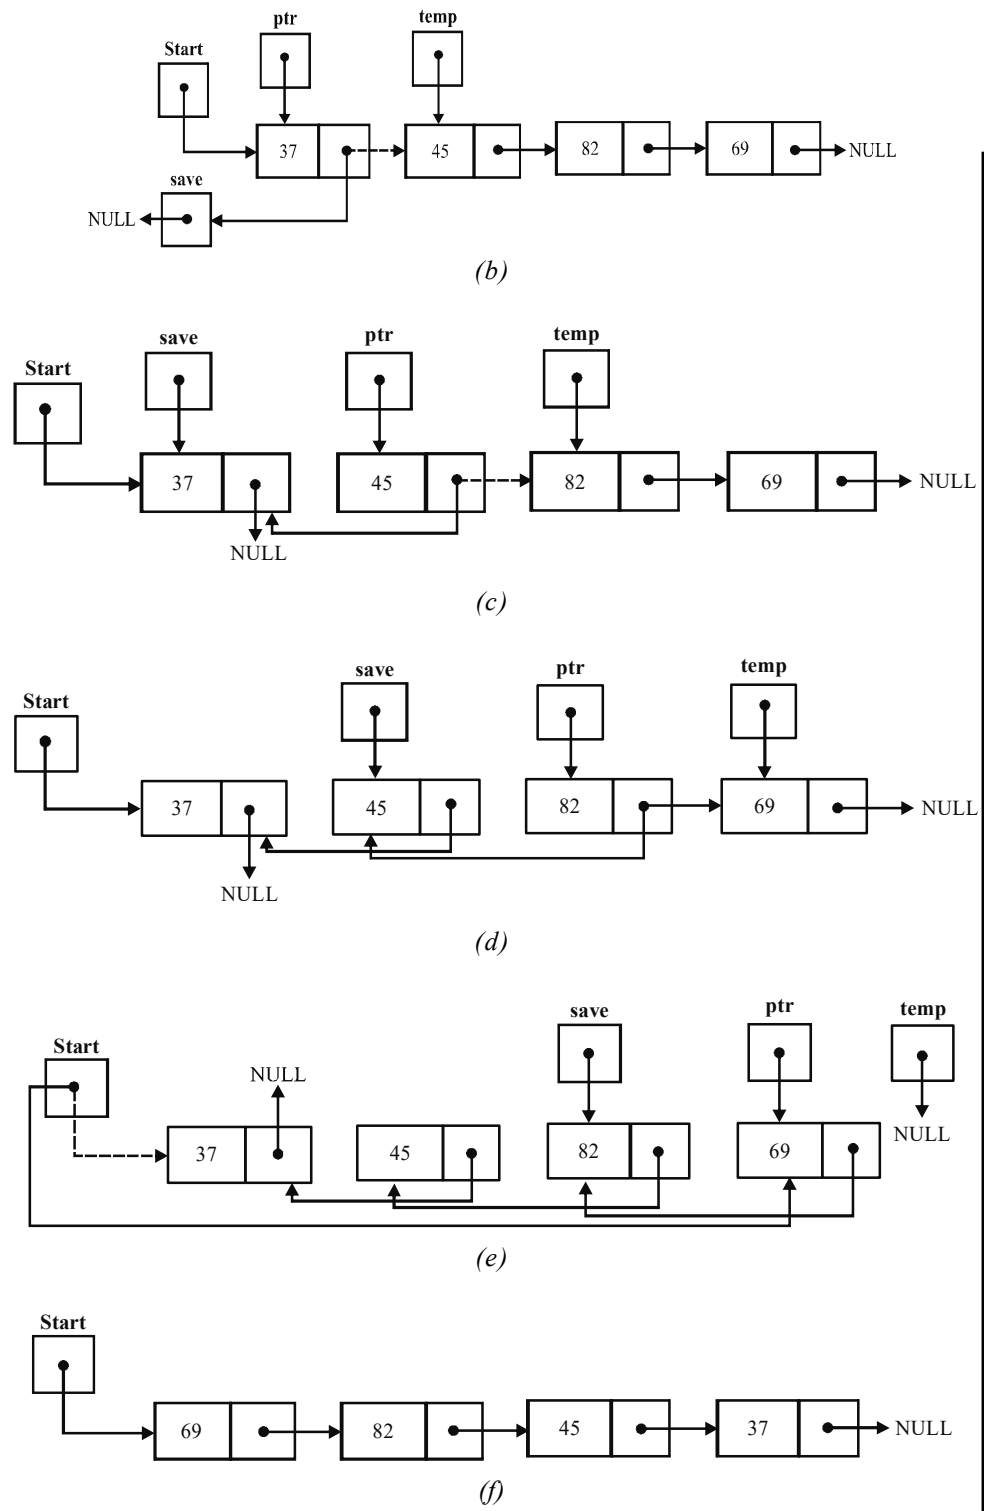 ptr temp
Start
37 45 82 69 NULL
save
NULL
(b)
save ptr temp
Start
37 45 82 69 NULL
NULL
(c)
save ptr temp
Start
37 45 82 69 NULL
NULL
(d)
save ptr temp
Start
NULL
NULL
37 45 82 69
(e)
Start
69 82 45 37 NULL
(f)